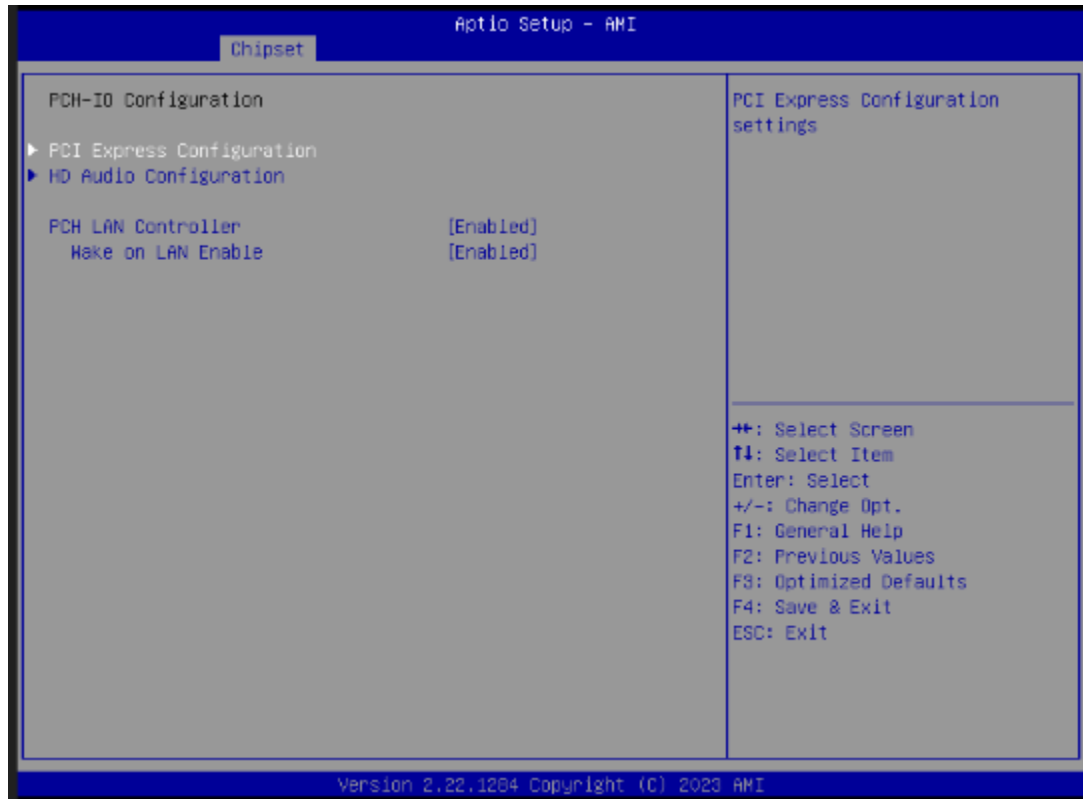 Aptio Setup – AMI
Chipset
PCH-IO Configuration
PCI Express Configuration
HD Audio Configuration
PCH LAN Controller [Enabled]
Wake on LAN Enable [Enabled]
PCI Express Configuration
settings
→←: Select Screen
↑↓: Select Item
Enter: Select
+/-: Change Opt.
F1: General Help
F2: Previous Values
F3: Optimized Defaults
F4: Save & Exit
ESC: Exit
Version 2.22.1284 Copyright (C) 2023 AMI